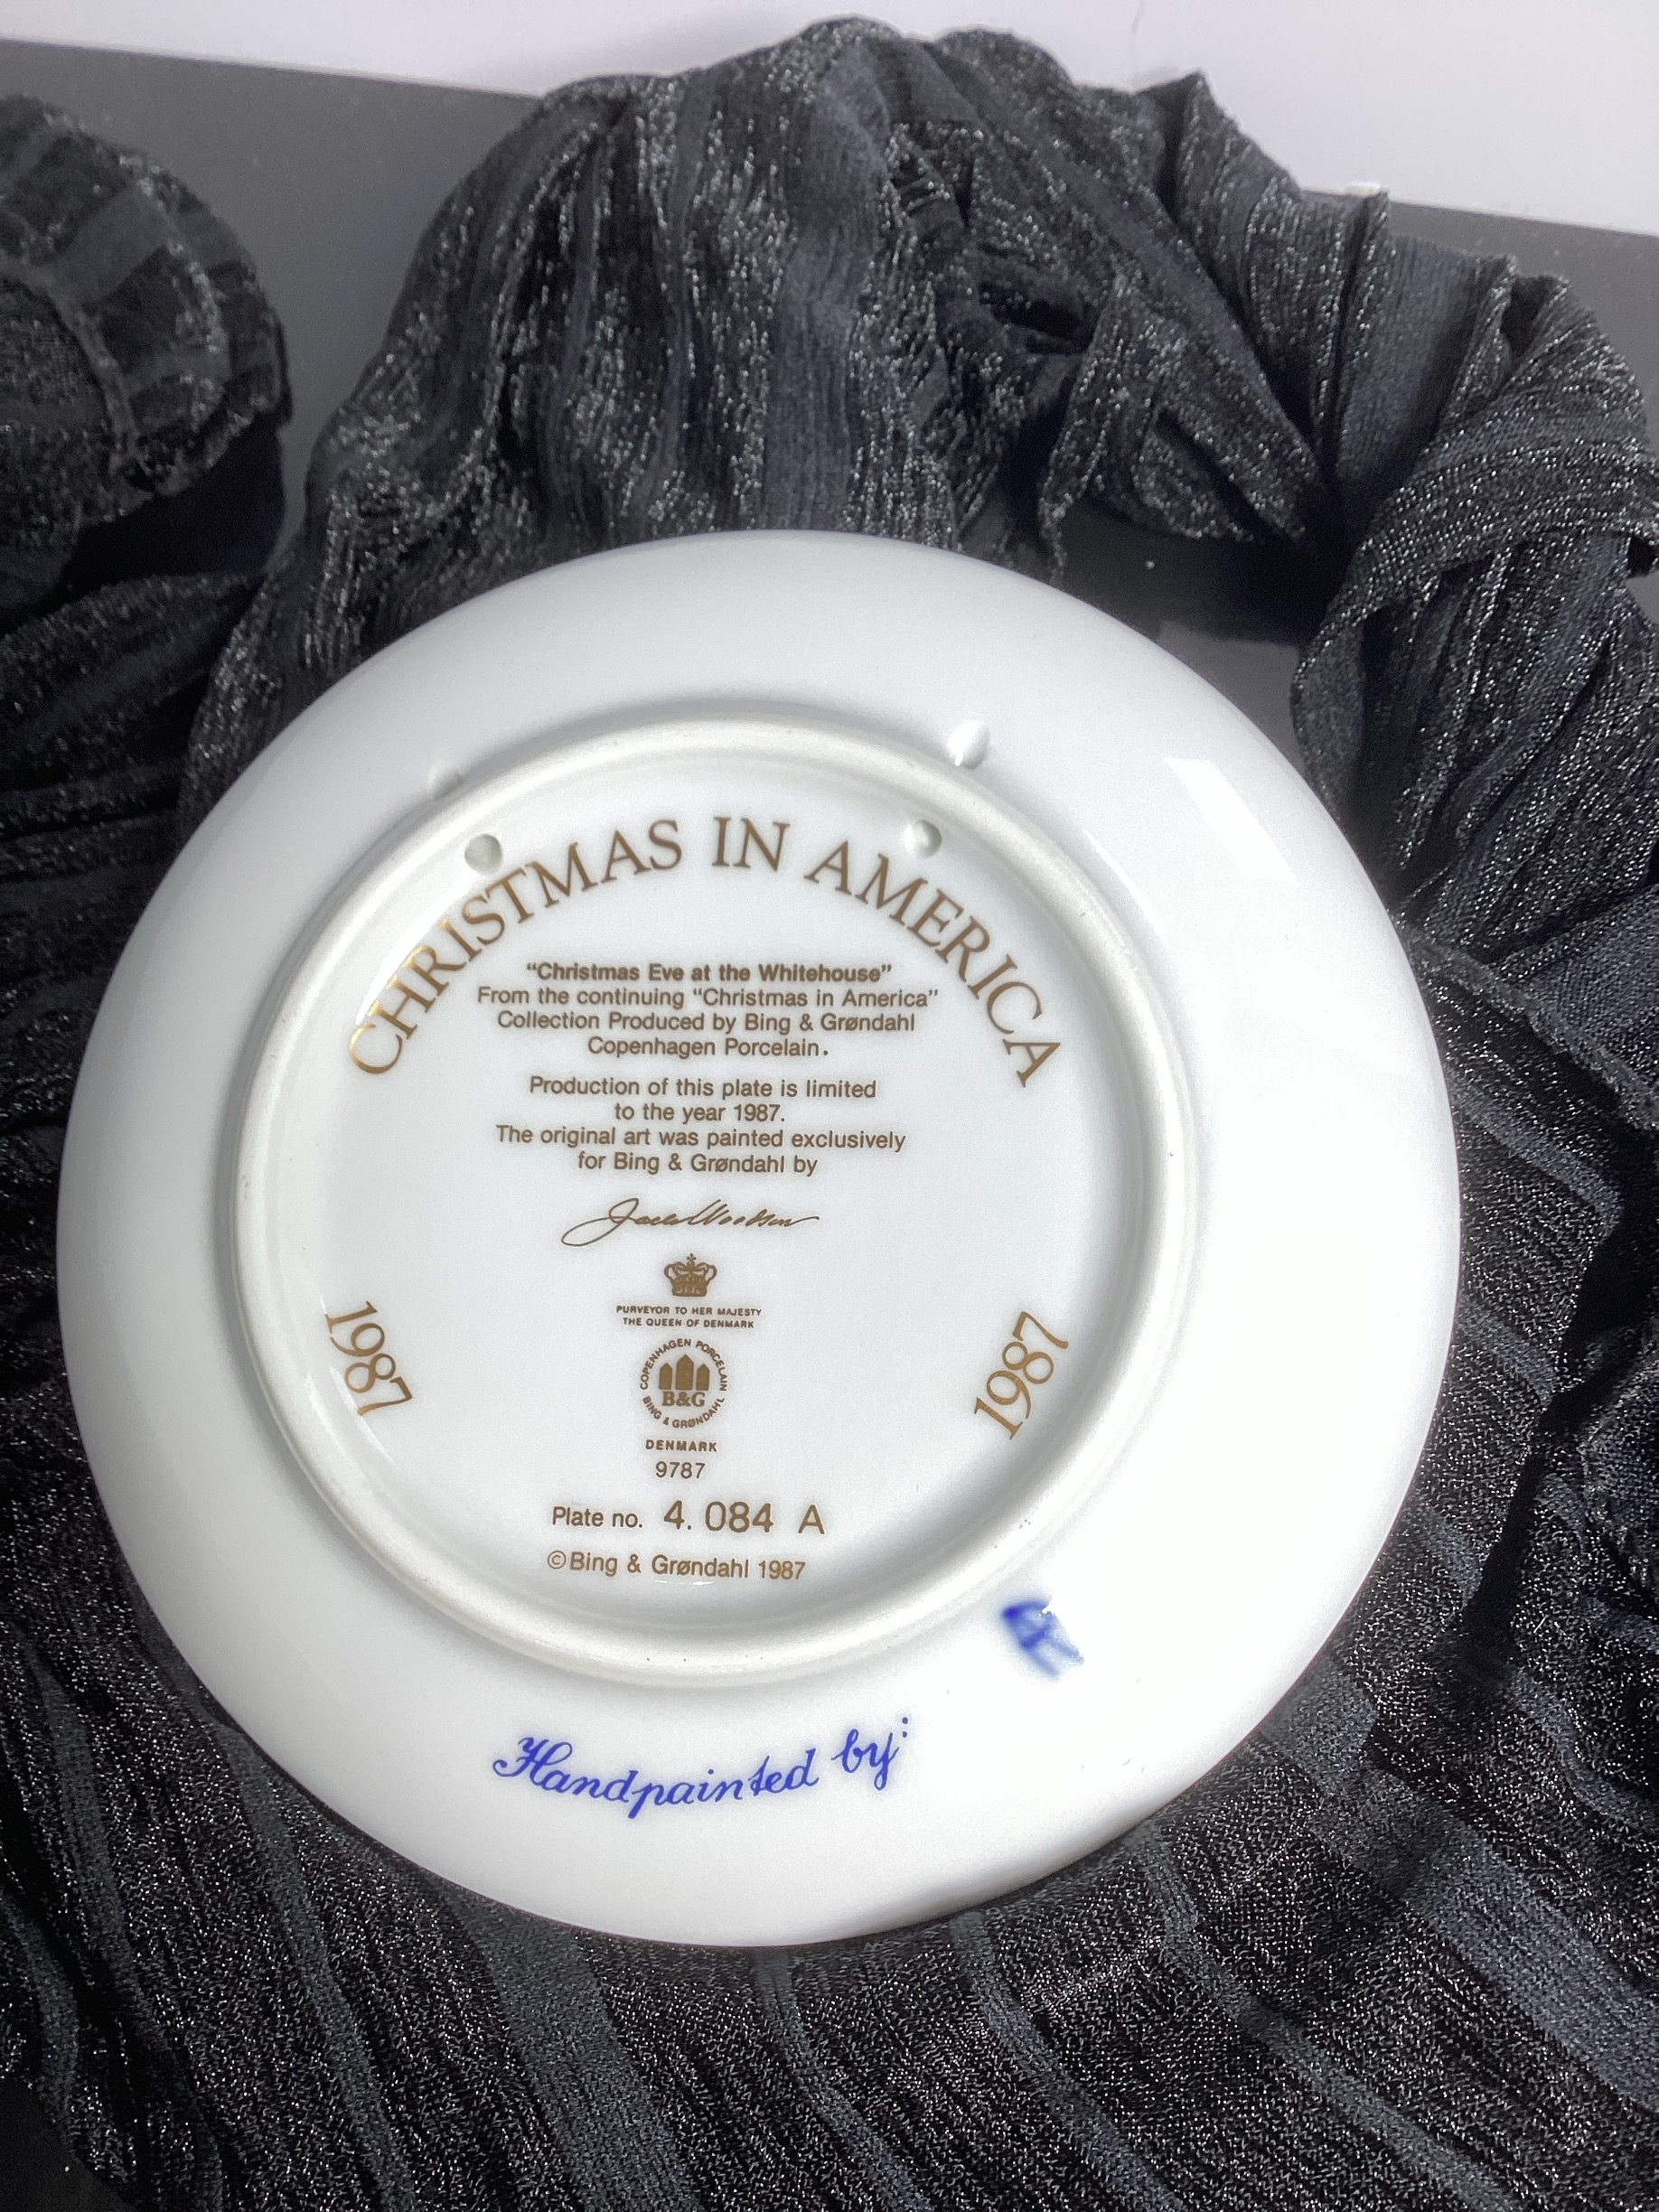 CHRISTMAS IN AMERICA
“Christmas Eve at the Whitehouse”
From the continuing “Christmas in America”
Collection Produced by Bing & Grøndahl
Copenhagen Porcelain.
Production of this plate is limited
to the year 1987.
The original art was painted exclusively
for Bing & Grøndahl by
Jack Woodson
PURVEYOR TO HER MAJESTY
THE QUEEN OF DENMARK
1987
1987
COPENHAGEN PORCELAIN
B&G
BING & GRØNDAHL
DENMARK
9787
Plate no. 4.084 A
©Bing & Grøndahl 1987
Handpainted by: